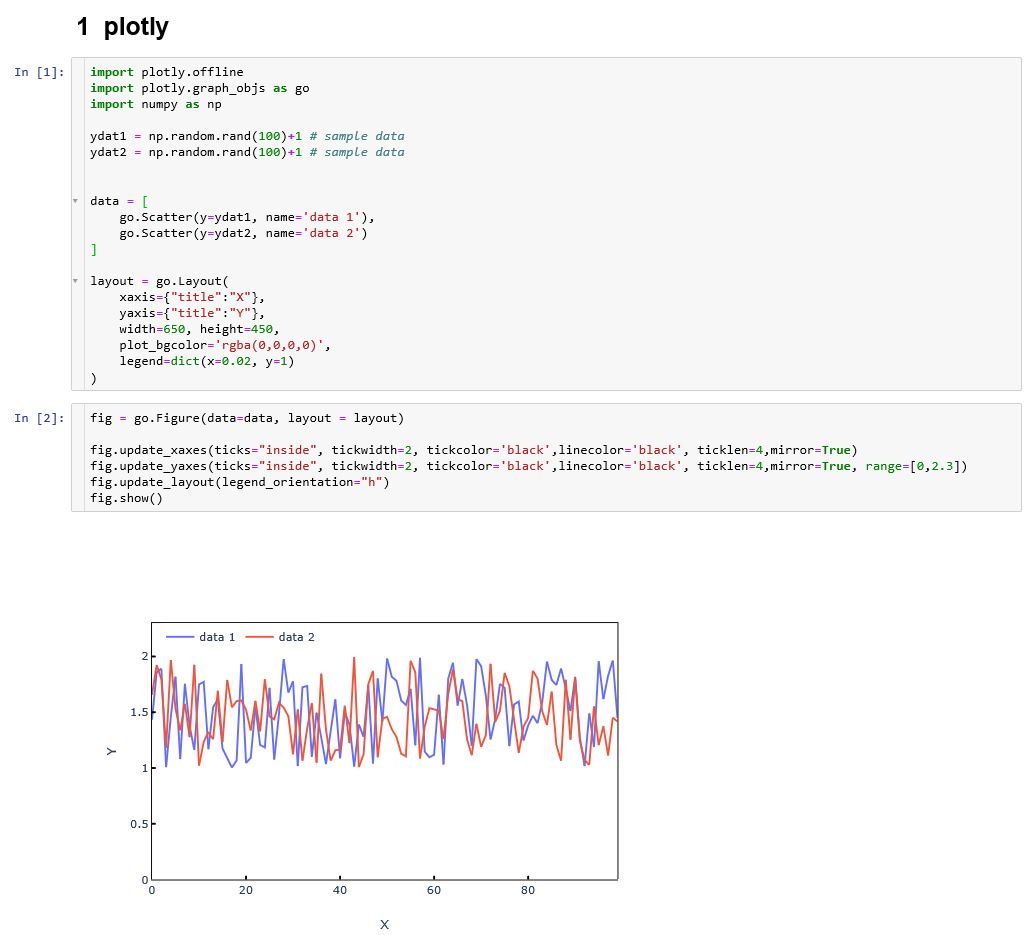 1 plotly
In [1]:
import plotly.offline
import plotly.graph_objs as go
import numpy as np
ydat1 = np.random.rand(100)+1 # sample data
ydat2 = np.random.rand(100)+1 # sample data
data = [
    go.Scatter(y=ydat1, name='data 1'),
    go.Scatter(y=ydat2, name='data 2')
]
layout = go.Layout(
    xaxis={"title":"X"},
    yaxis={"title":"Y"},
    width=650, height=450,
    plot_bgcolor='rgba(0,0,0,0)',
    legend=dict(x=0.02, y=1)
)
In [2]:
fig = go.Figure(data=data, layout = layout)
fig.update_xaxes(ticks="inside", tickwidth=2, tickcolor='black',linecolor='black', ticklen=4,mirror=True)
fig.update_yaxes(ticks="inside", tickwidth=2, tickcolor='black',linecolor='black', ticklen=4,mirror=True, range=[0,2.3])
fig.update_layout(legend_orientation="h")
fig.show()
data 1 data 2
2
1.5
Y
1
0.5
0
0 20 40 60 80
X